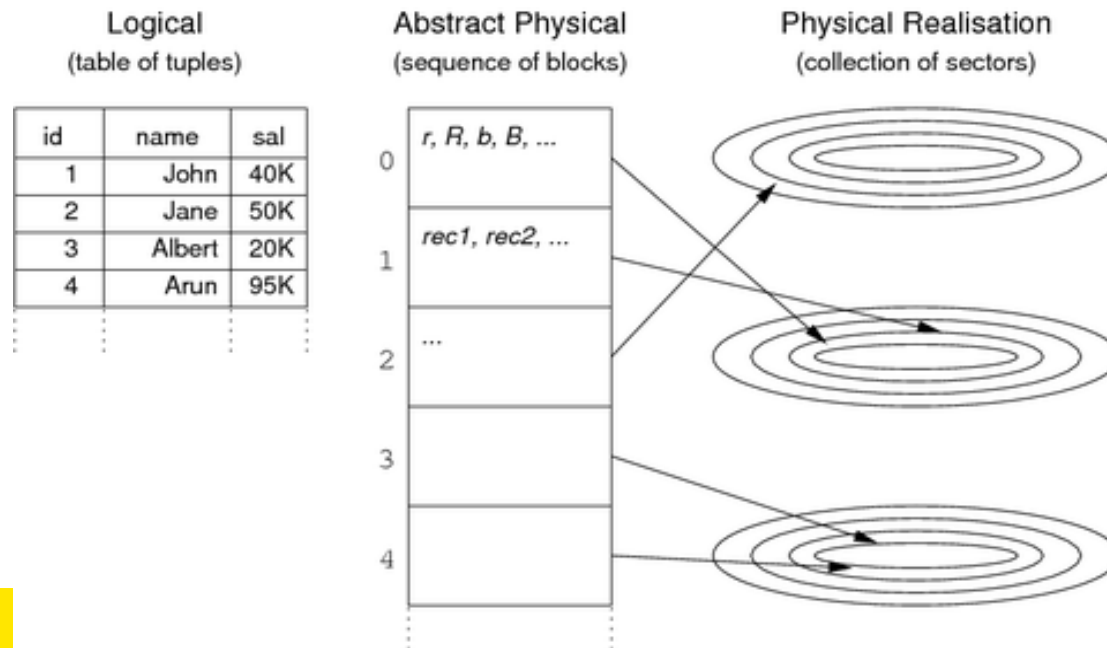 Logical
(table of tuples)
id name sal
1 John 40K
2 Jane 50K
3 Albert 20K
4 Arun 95K
Abstract Physical
(sequence of blocks)
0 r, R, b, B, ...
1 rec1, rec2, ...
2 ...
3
4
Physical Realisation
(collection of sectors)